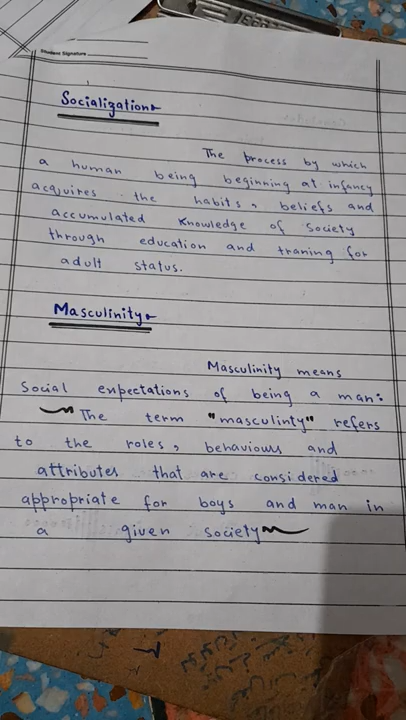 Student Signature
Socialization
The process by which
a human being beginning at infancy
acquires the habits, beliefs and
accumulated knowledge of society
through education and traning for
adult status.
Masculinity
Masculinity means
Social expectations of being a man:
The term "masculinty" refers
to the roles, behaviours and
attributes that are considered
appropriate for boys and man in
a given society